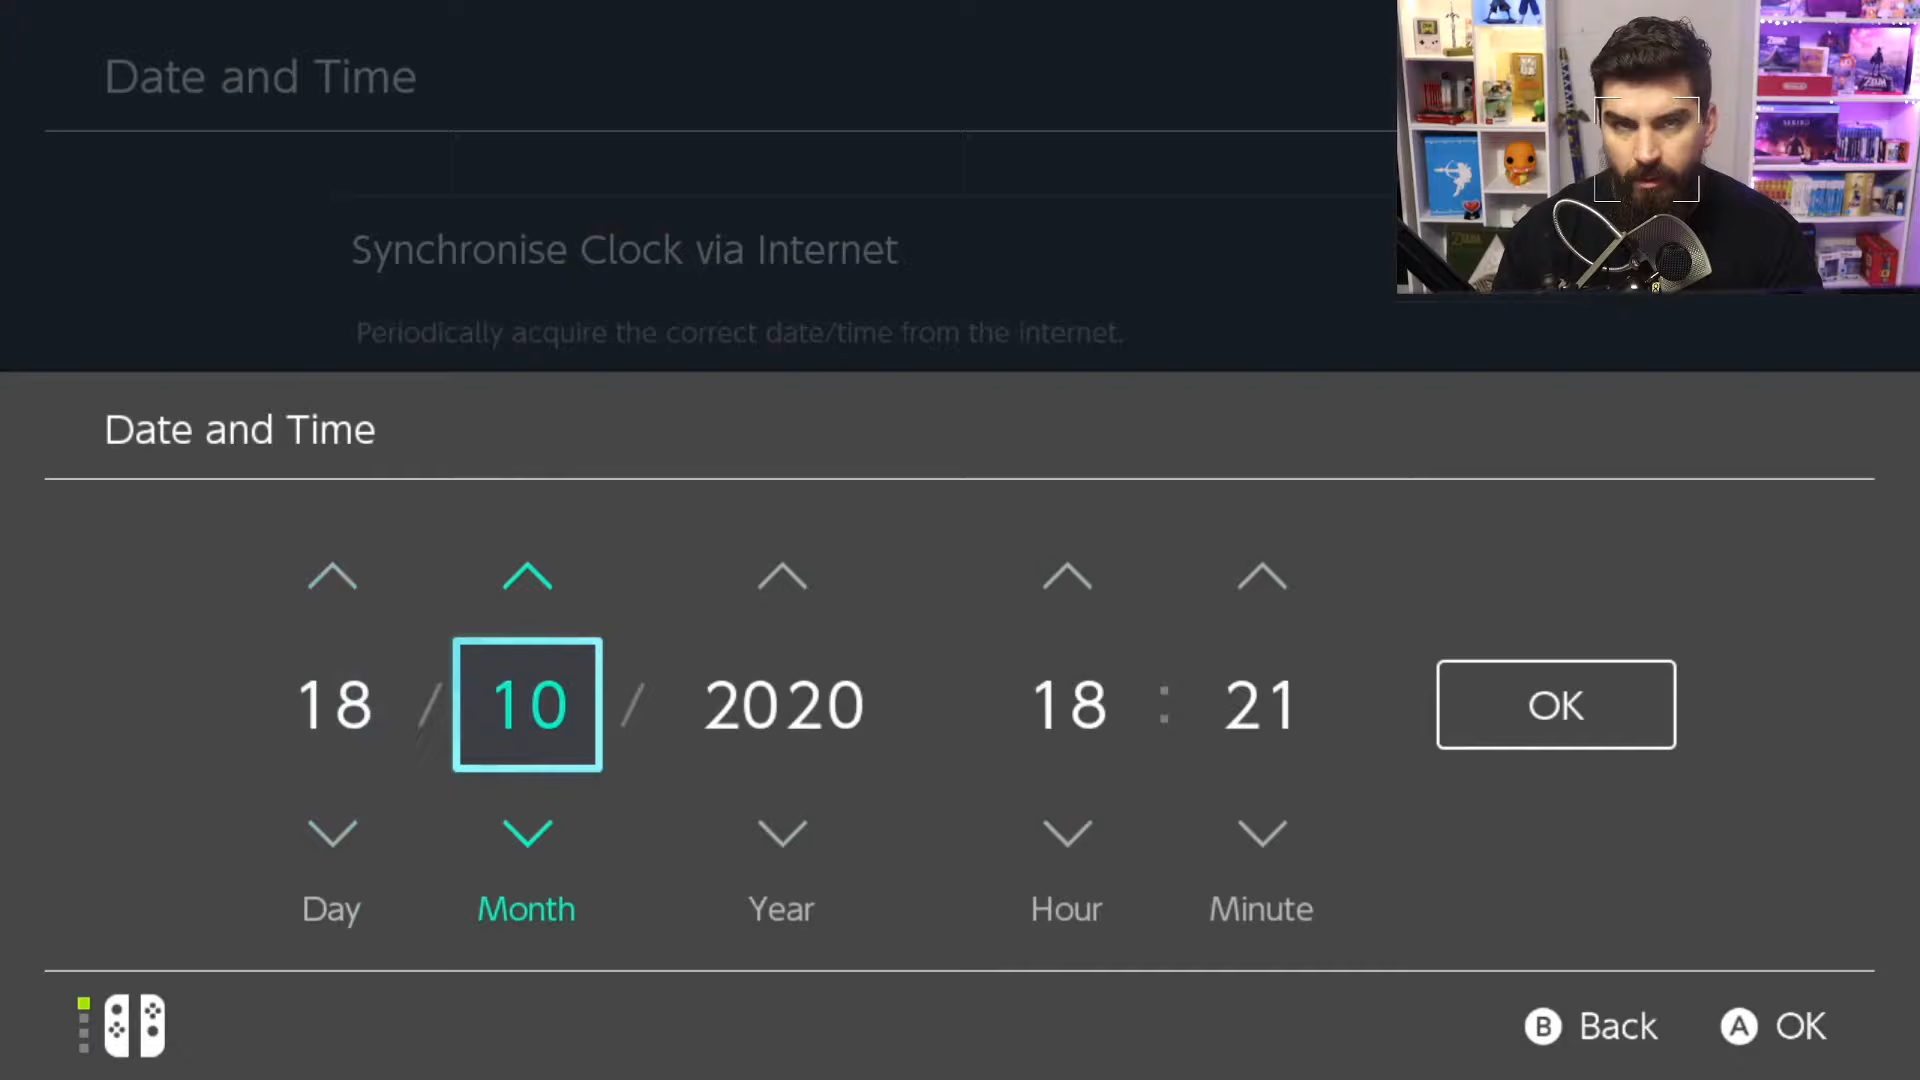 Date and Time
Synchronise Clock via Internet
Periodically acquire the correct date/time from the internet.
Date and Time
18 / 10 / 2020 18 : 21 OK
Day Month Year Hour Minute
B Back A OK